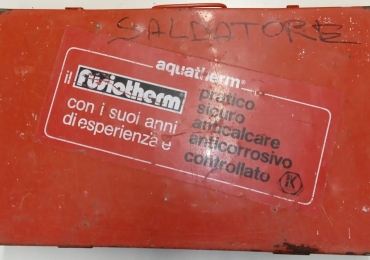 SALDATORE
aquatherm®
il fusiotherm
con i suoi anni
di esperienza è
pratico
sicuro
anticalcare
anticorrosivo
controllato
K